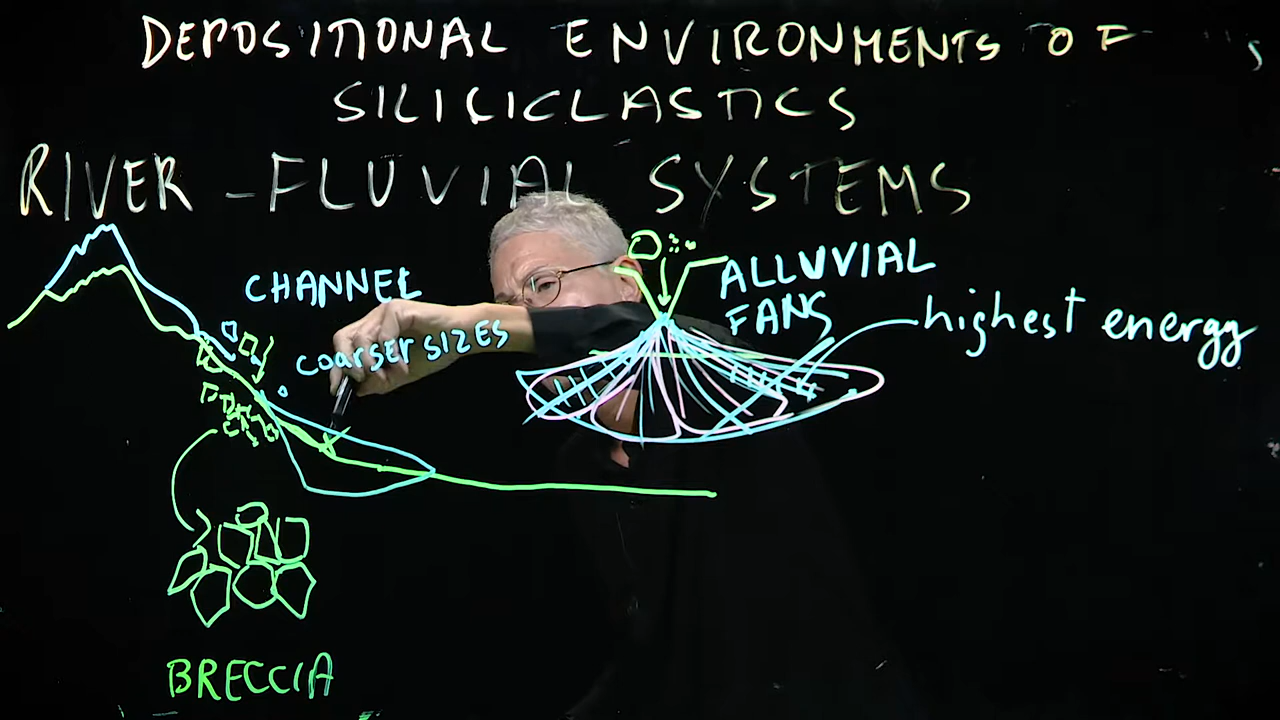 DEPOSITIONAL ENVIRONMENTS OF
SILICICLASTICS
RIVER - FLUVIAL SYSTEMS
CHANNEL
COARSER SIZES
ALLUVIAL
FANS
highest energy
BRECCIA